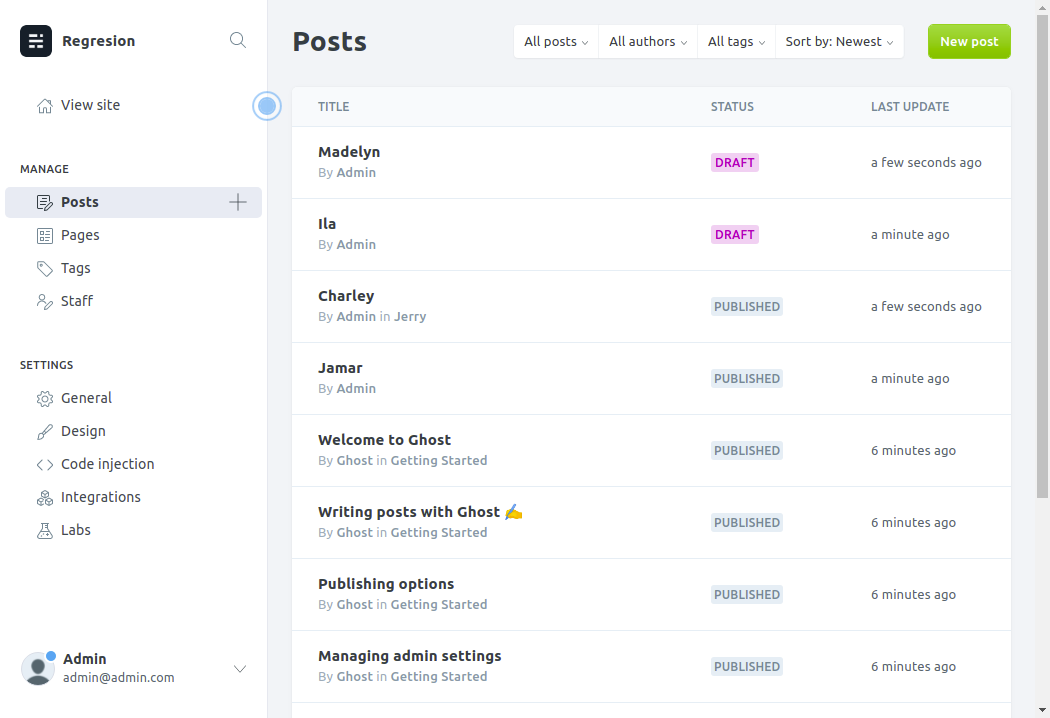 Regresion
View site
MANAGE
Posts
Pages
Tags
Staff
SETTINGS
General
Design
Code injection
Integrations
Labs
Admin
admin@admin.com
Posts
All posts All authors All tags Sort by: Newest
New post
TITLE STATUS LAST UPDATE
Madelyn
By Admin
DRAFT
a few seconds ago
Ila
By Admin
DRAFT
a minute ago
Charley
By Admin in Jerry
PUBLISHED
a few seconds ago
Jamar
By Admin
PUBLISHED
a minute ago
Welcome to Ghost
By Ghost in Getting Started
PUBLISHED
6 minutes ago
Writing posts with Ghost ✍️
By Ghost in Getting Started
PUBLISHED
6 minutes ago
Publishing options
By Ghost in Getting Started
PUBLISHED
6 minutes ago
Managing admin settings
By Ghost in Getting Started
PUBLISHED
6 minutes ago